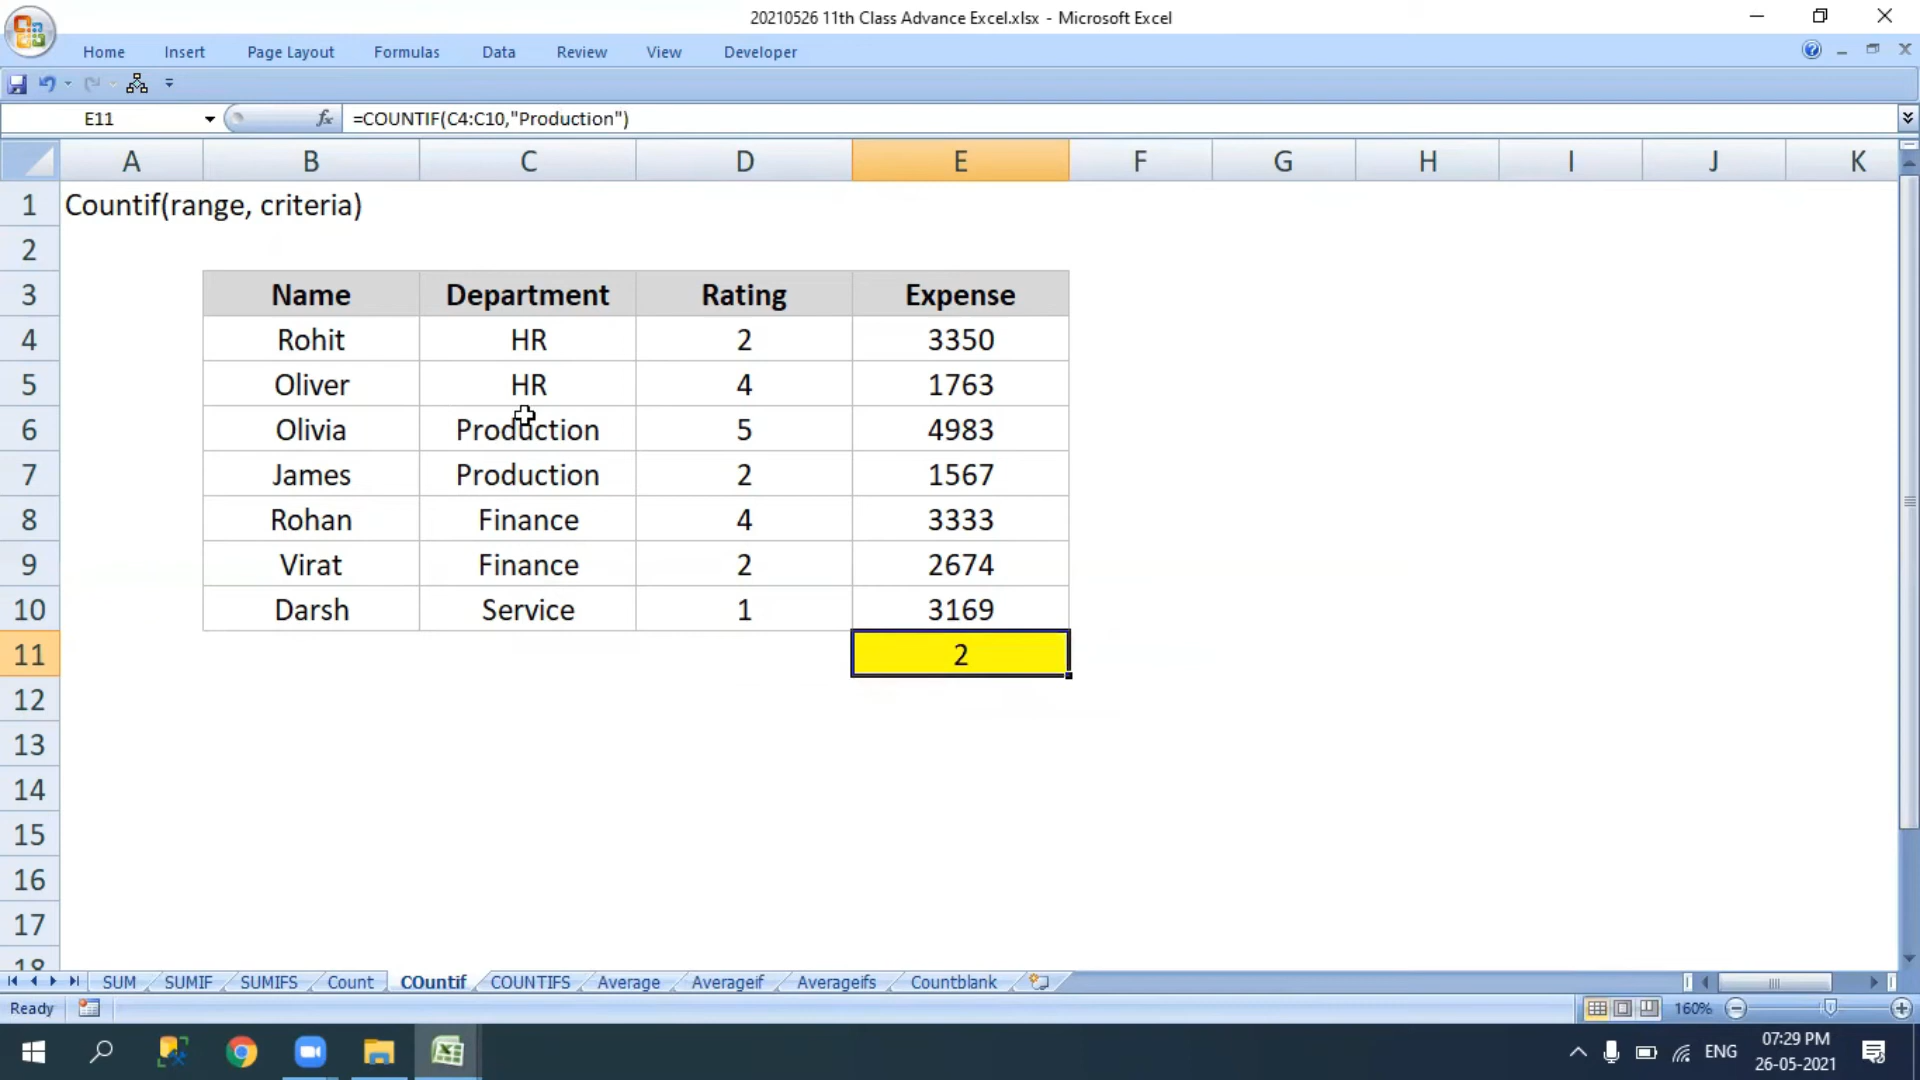 20210526 11th Class Advance Excel.xlsx - Microsoft Excel
Home Insert Page Layout Formulas Data Review View Developer
E11 fx =COUNTIF(C4:C10,"Production")
A B C D E F G H I J K
1 Countif(range, criteria)
2
3 Name Department Rating Expense
4 Rohit HR 2 3350
5 Oliver HR 4 1763
6 Olivia Production 5 4983
7 James Production 2 1567
8 Rohan Finance 4 3333
9 Virat Finance 2 2674
10 Darsh Service 1 3169
11 2
12
13
14
15
16
17
18
SUM SUMIF SUMIFS Count COuntif COUNTIFS Average Averageif Averageifs Countblank
Ready 160%
ENG 07:29 PM
26-05-2021